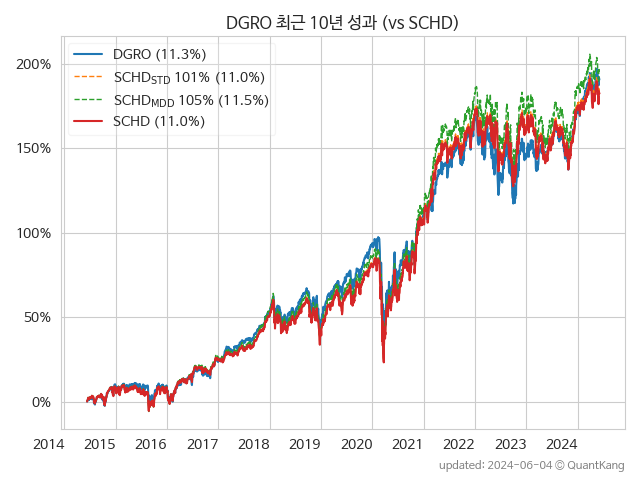 DGRO 최근 10년 성과 (vs SCHD)
DGRO (11.3%)
SCHD_STD 101% (11.0%)
SCHD_MDD 105% (11.5%)
SCHD (11.0%)
200%
150%
100%
50%
0%
2014 2015 2016 2017 2018 2019 2020 2021 2022 2023 2024
updated: 2024-06-04 © QuantKang